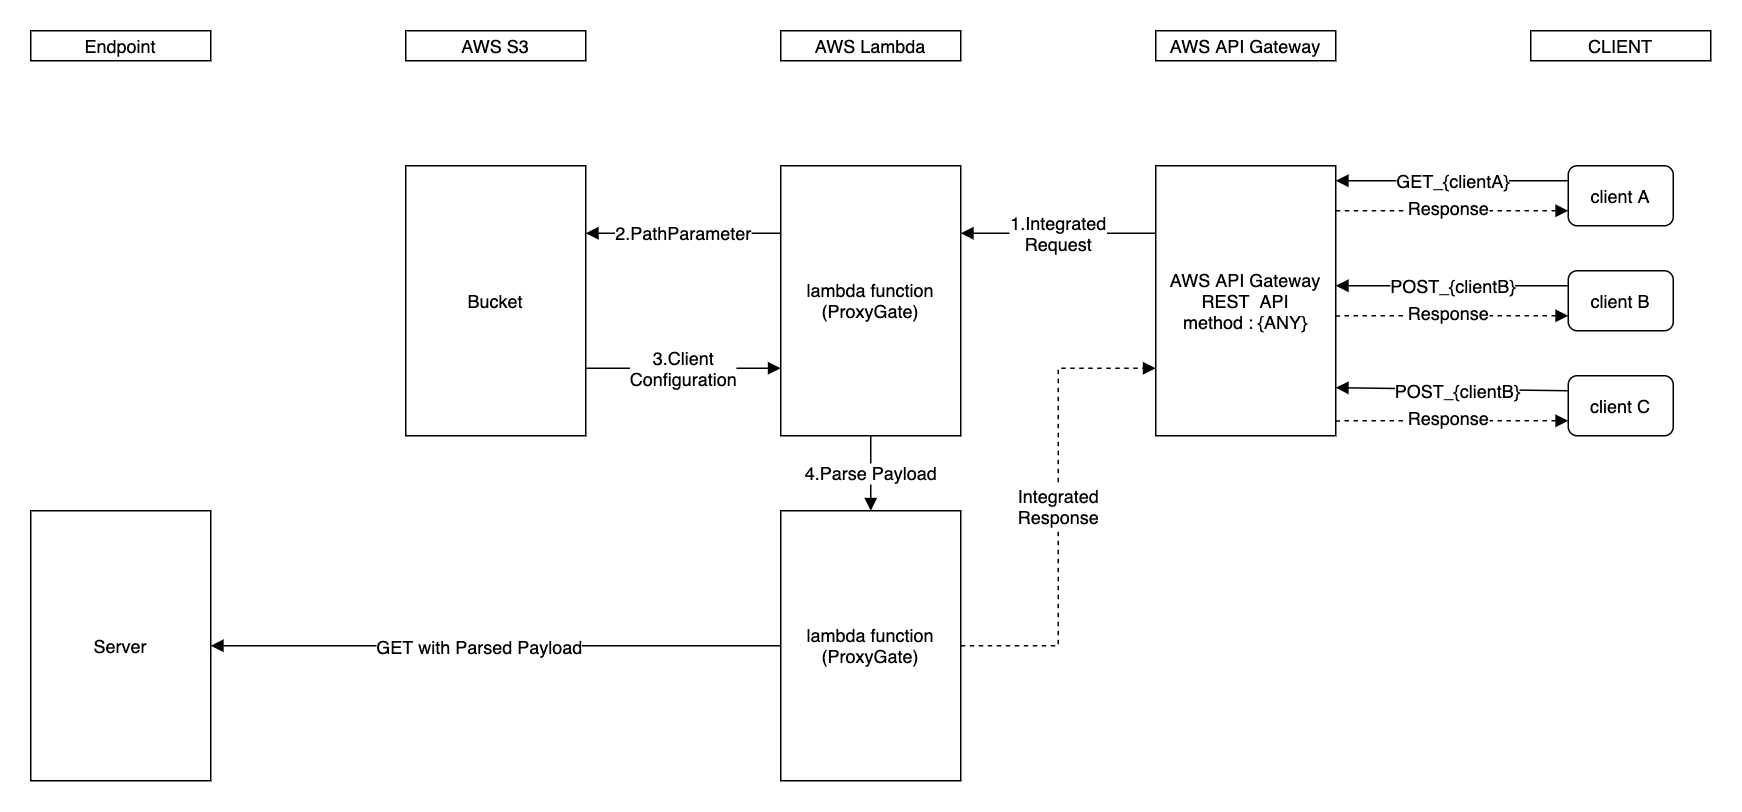 Endpoint
AWS S3
AWS Lambda
AWS API Gateway
CLIENT
GET_{clientA}
client A
Response
1.Integrated
Request
2.PathParameter
AWS API Gateway
REST  API
method : {ANY}
POST_{clientB}
client B
Response
lambda function
(ProxyGate)
Bucket
3.Client
Configuration
POST_{clientB}
client C
Response
4.Parse Payload
Integrated
Response
Server
GET with Parsed Payload
lambda function
(ProxyGate)